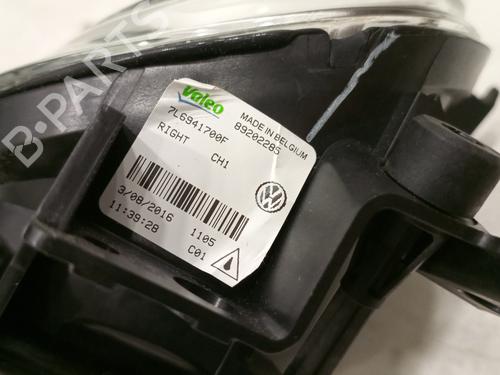 Valeo
MADE IN BELGIUM
7L6941700F
89202285
RIGHT
CH1
3/08/2016
1105
11:39:28
C01
B-PARTS